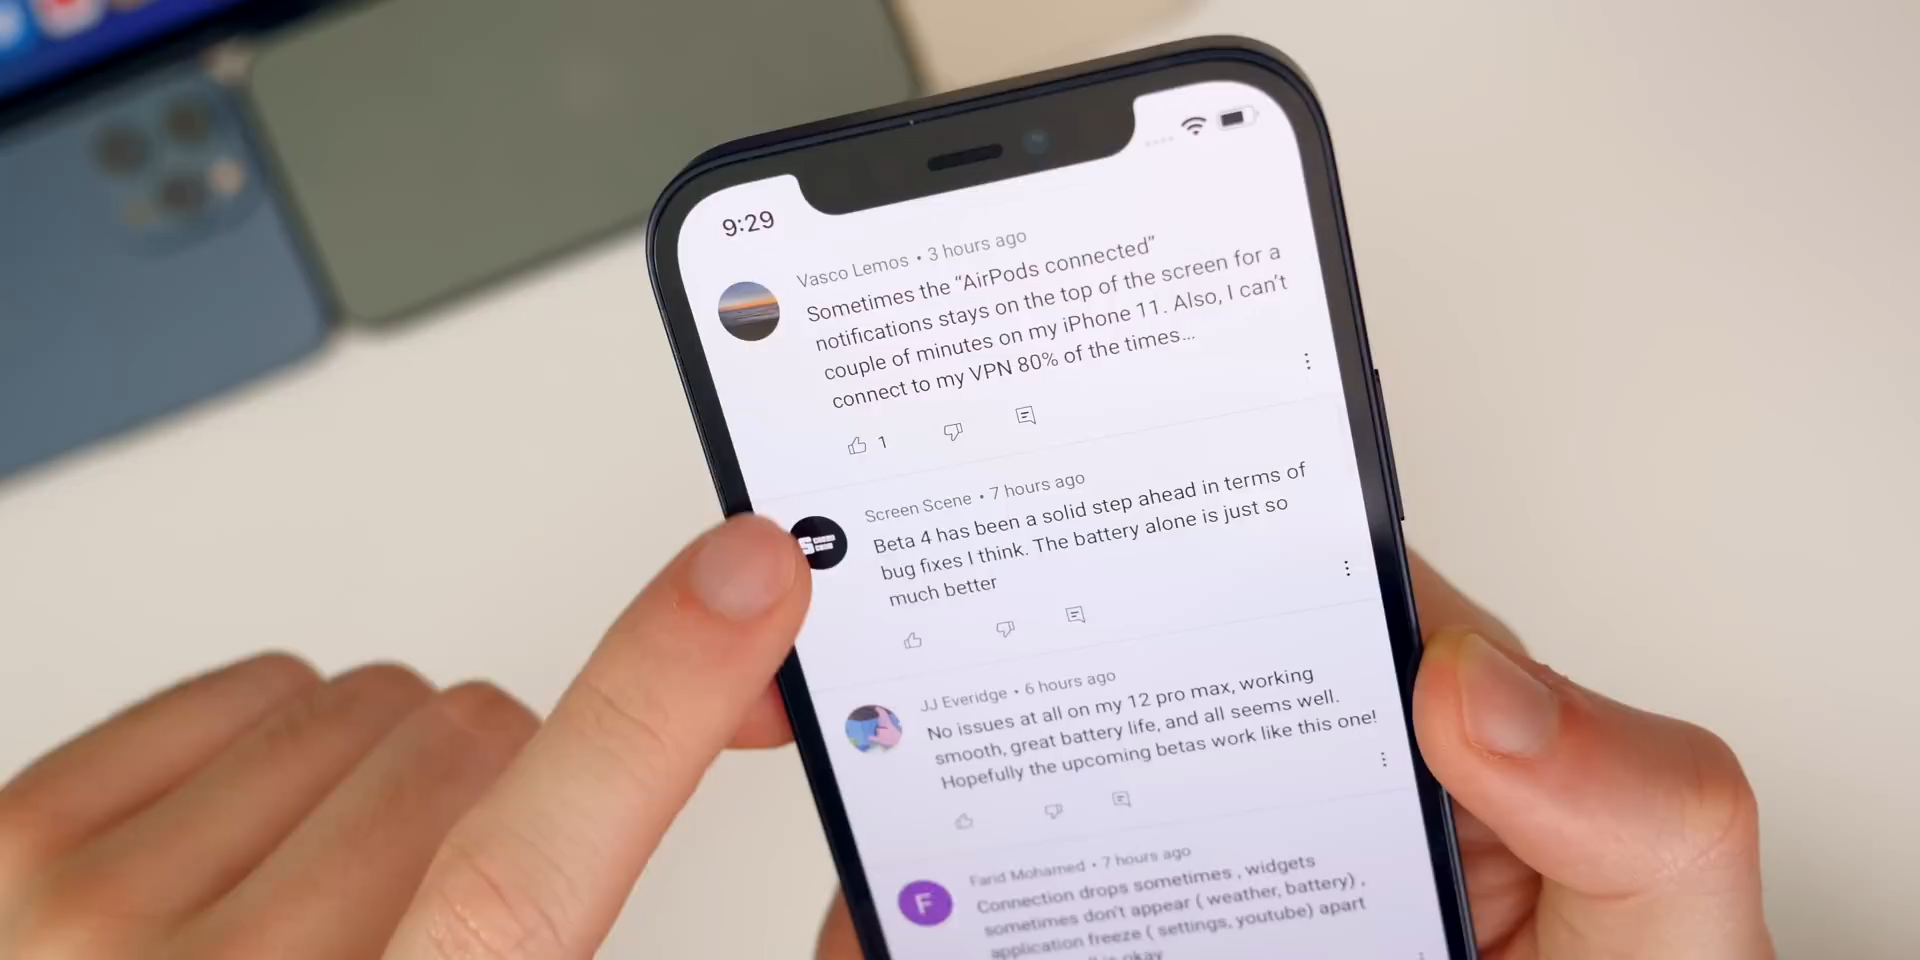 9:29
Vasco Lemos • 3 hours ago
Sometimes the “AirPods connected”
notifications stays on the top of the screen for a
couple of minutes on my iPhone 11. Also, I can't
connect to my VPN 80% of the times...
1
Screen Scene • 7 hours ago
Beta 4 has been a solid step ahead in terms of
bug fixes I think. The battery alone is just so
much better
JJ Everidge • 6 hours ago
No issues at all on my 12 pro max, working
smooth, great battery life, and all seems well.
Hopefully the upcoming betas work like this one!
F
Farid Mohamed • 7 hours ago
Connection drops sometimes , widgets
sometimes don't appear ( weather, battery) ,
application freeze ( settings, youtube) apart
okay